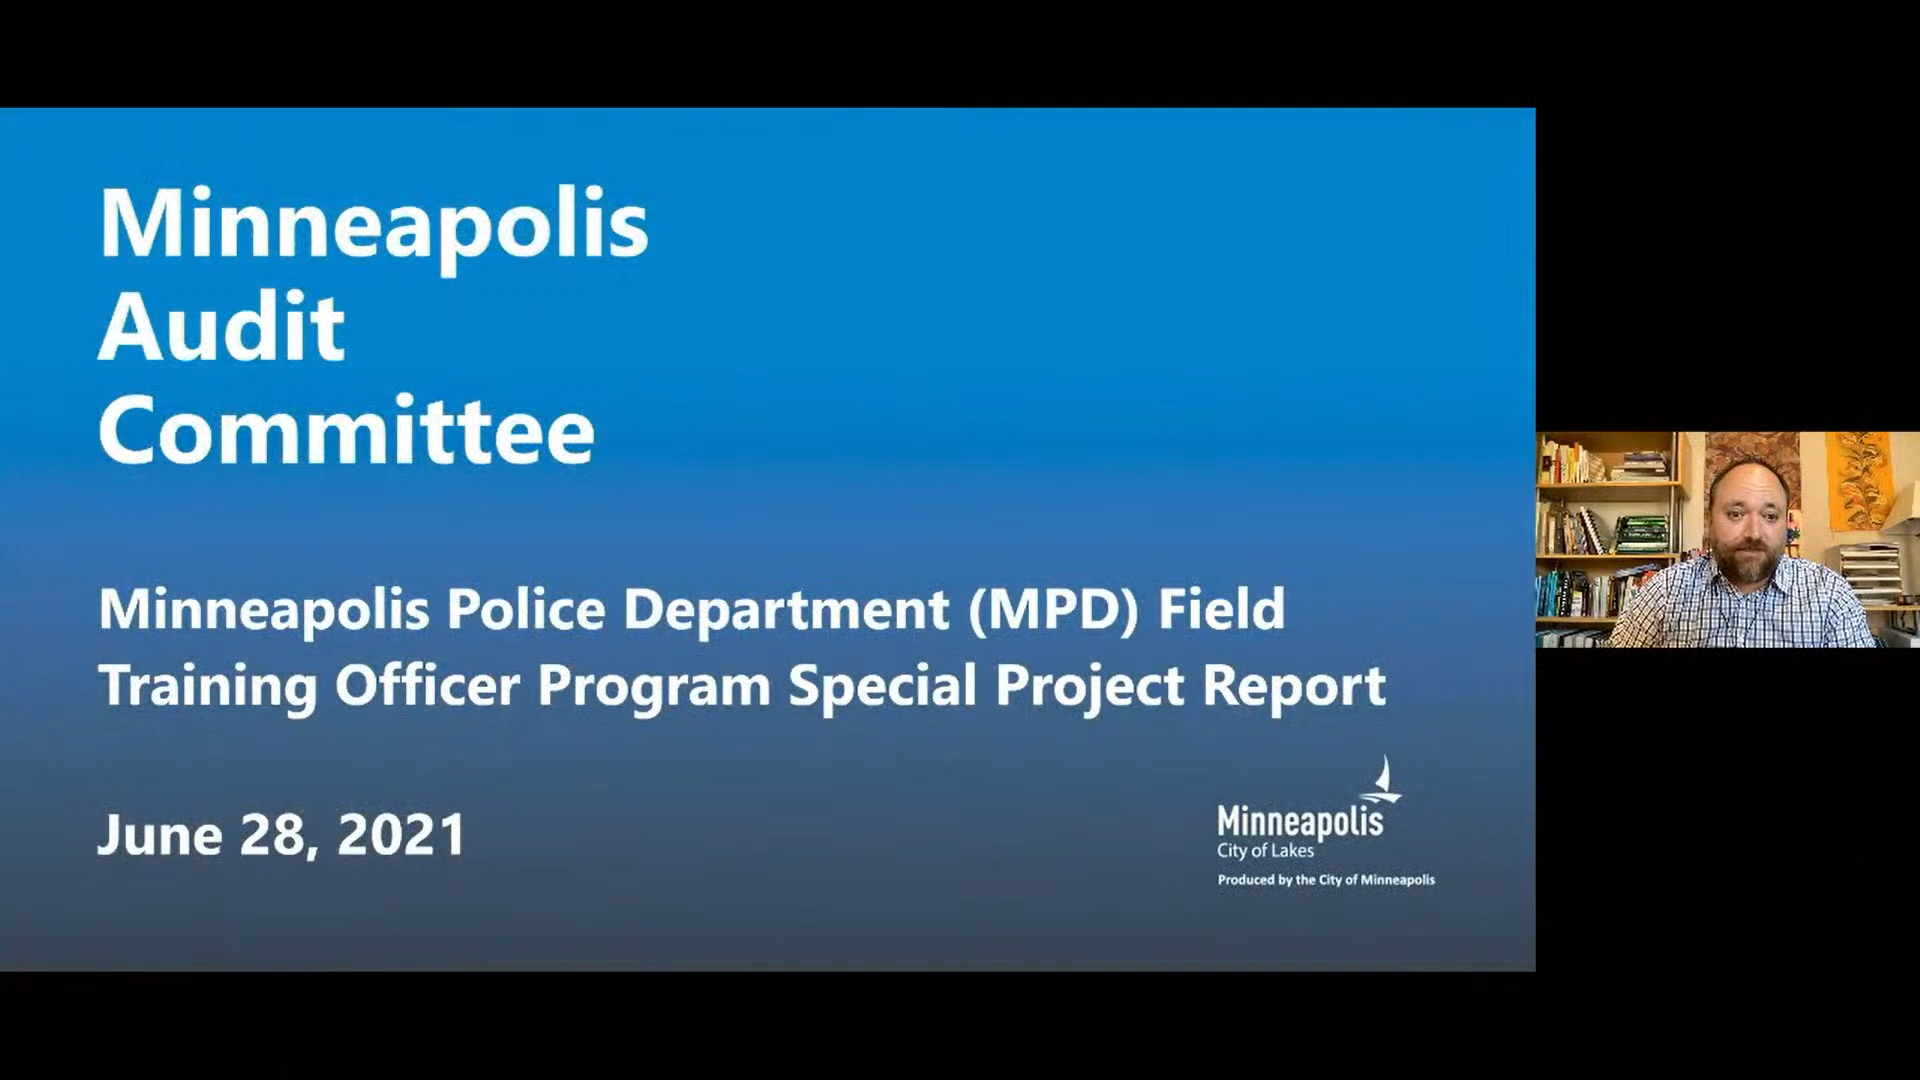 Minneapolis
Audit
Committee
Minneapolis Police Department (MPD) Field
Training Officer Program Special Project Report
June 28, 2021
Minneapolis
City of Lakes
Produced by the City of Minneapolis